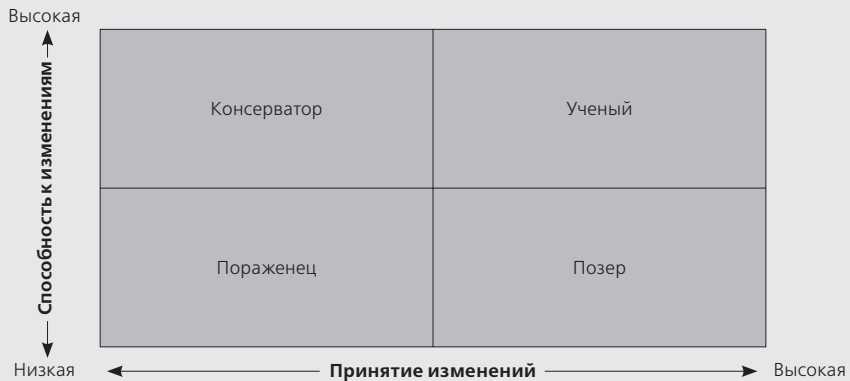 Высокая
Способность к изменениям
Консерватор
Ученый
Пораженец
Позер
Низкая
Принятие изменений
Высокая